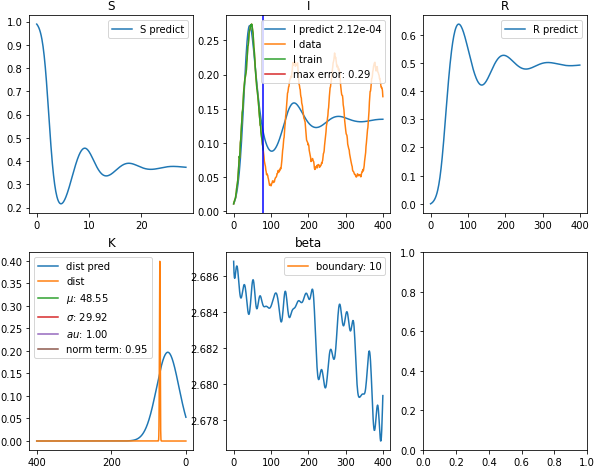 S
I
R
S predict
I predict 2.12e-04
I data
I train
max error: 0.29
R predict
1.0
0.9
0.8
0.7
0.6
0.5
0.4
0.3
0.2
0 10 20
0.25
0.20
0.15
0.10
0.05
0.00
0 100 200 300 400
0.6
0.5
0.4
0.3
0.2
0.1
0.0
0 100 200 300 400
K
beta
dist pred
dist
μ: 48.55
σ: 29.92
au: 1.00
norm term: 0.95
boundary: 10
0.40
0.35
0.30
0.25
0.20
0.15
0.10
0.05
0.00
400 200 0
2.686
2.684
2.682
2.680
2.678
0 100 200 300 400
1.0
0.8
0.6
0.4
0.2
0.0
0.0 0.2 0.4 0.6 0.8 1.0